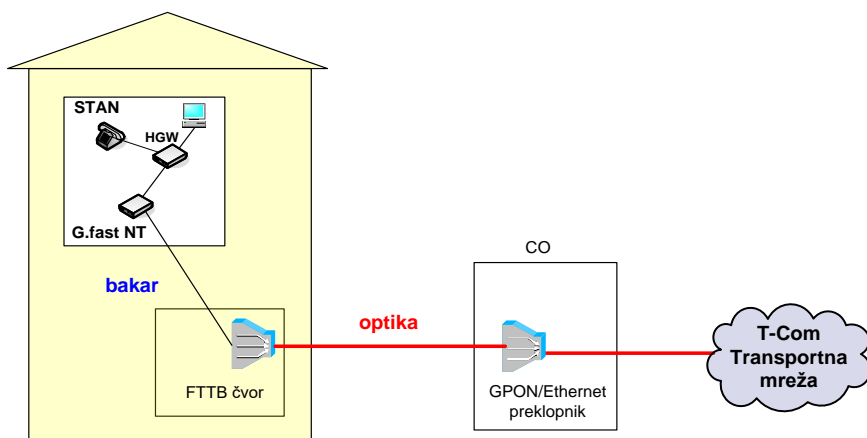 STAN
HGW
G.fast NT
bakar
FTTB čvor
optika
CO
GPON/Ethernet
preklopnik
T-Com
Transportna
mreža